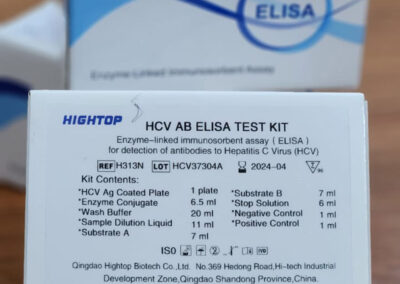 ELISA
Enzyme-Linked Immunosorbent Assay
HIGHTOP HCV AB ELISA TEST KIT
Enzyme-linked immunosorbent assay ( ELISA )
for detection of antibodies to Hepatitis C Virus (HCV)
REF H313N LOT HCV37304A 2024-04 96
Kit Contents:
*HCV Ag Coated Plate 1 plate *Substrate B 7 ml
*Enzyme Conjugate 6.5 ml *Stop Solution 6 ml
*Wash Buffer 20 ml *Negative Control 1 ml
*Sample Dilution Liquid 11 ml *Positive Control 1 ml
*Substrate A 7 ml
ISO IVD
Qingdao Hightop Biotech Co.,Ltd. No.369 Hedong Road,Hi-tech Industrial
Development Zone,Qingdao Shandong Province,China.